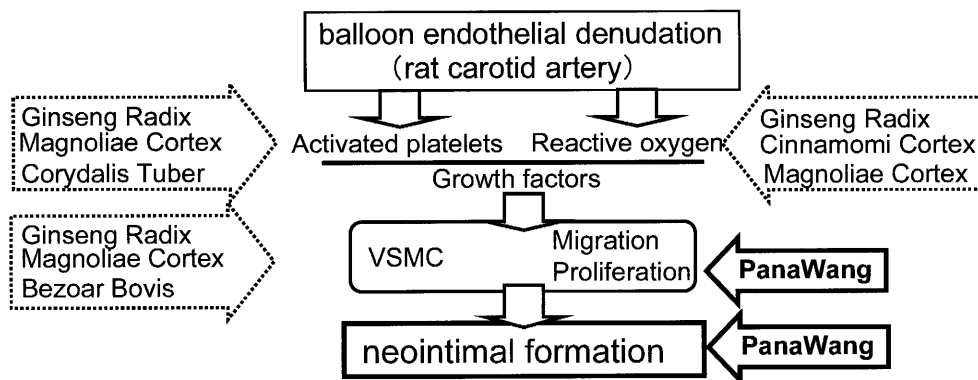 balloon endothelial denudation
(rat carotid artery)
Ginseng Radix
Magnoliae Cortex
Corydalis Tuber
Activated platelets
Reactive oxygen
Ginseng Radix
Cinnamomi Cortex
Magnoliae Cortex
Growth factors
Ginseng Radix
Magnoliae Cortex
Bezoar Bovis
VSMC
Migration
Proliferation
PanaWang
neointimal formation
PanaWang